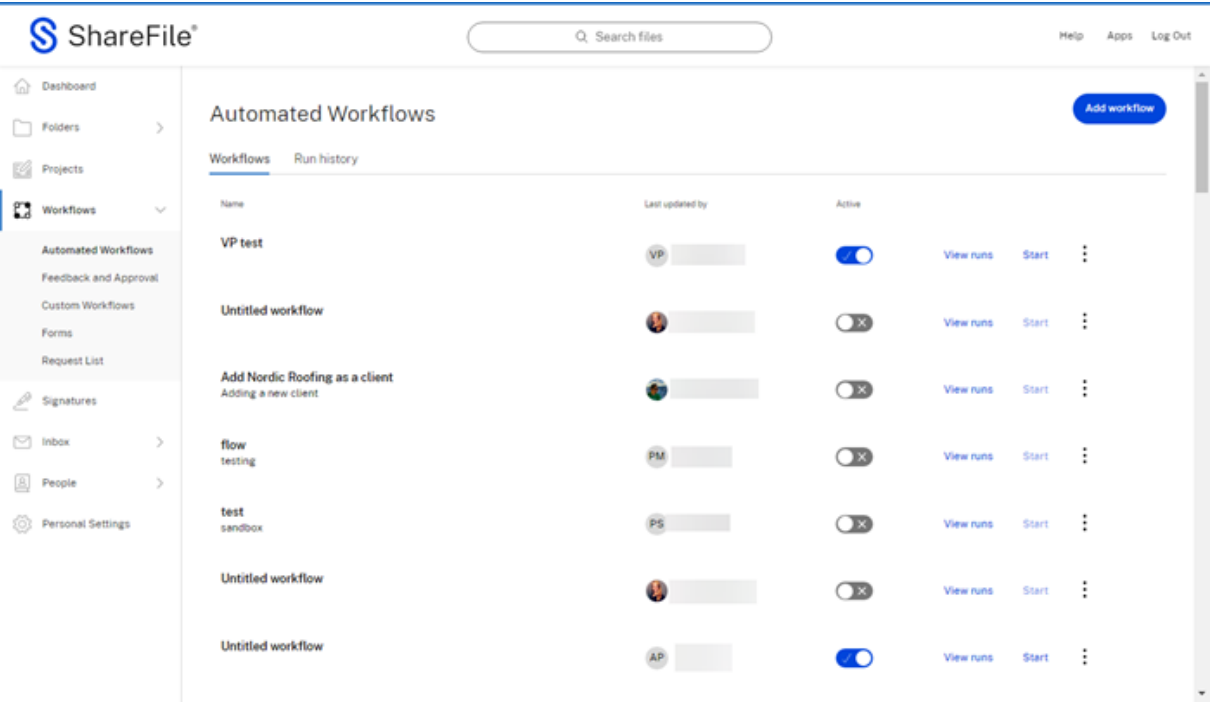 ShareFile®
Search files
Help Apps Log Out
Dashboard
Folders
Projects
Workflows
Automated Workflows
Feedback and Approval
Custom Workflows
Forms
Request List
Signatures
Inbox
People
Personal Settings
Automated Workflows
Add workflow
Workflows Run history
Name Last updated by Active
VP test
VP View runs Start
Untitled workflow
View runs Start
Add Nordic Roofing as a client
Adding a new client
View runs Start
flow
testing
PM View runs Start
test
sandbox
PS View runs Start
Untitled workflow
View runs Start
Untitled workflow
AP View runs Start